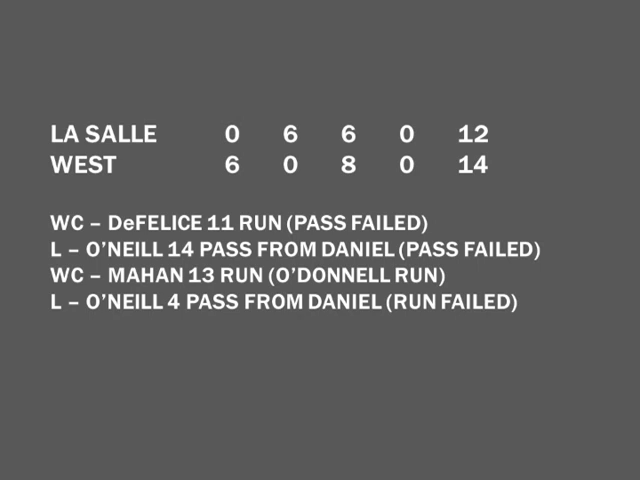 LA SALLE 0 6 6 0 12
WEST 6 0 8 0 14
WC – DeFELICE 11 RUN (PASS FAILED)
L – O’NEILL 14 PASS FROM DANIEL (PASS FAILED)
WC – MAHAN 13 RUN (O’DONNELL RUN)
L – O’NEILL 4 PASS FROM DANIEL (RUN FAILED)